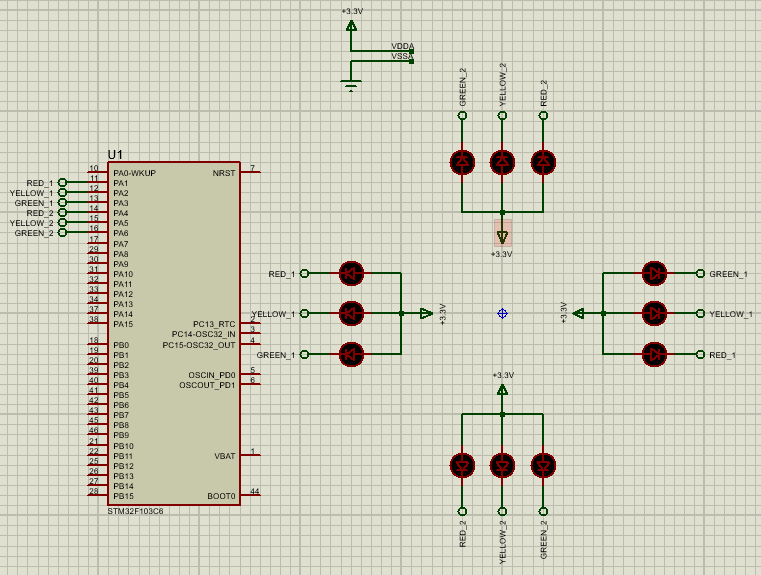 +3.3V
VDDA
VSSA
GREEN_2
YELLOW_2
RED_2
U1
10 PA0-WKUP
NRST 7
RED_1 11 PA1
YELLOW_1 12 PA2
GREEN_1 13 PA3
RED_2 14 PA4
YELLOW_2 15 PA5
GREEN_2 16 PA6
17 PA7
29 PA8
30 PA9
31 PA10
32 PA11
33 PA12
34 PA13
37 PA14
38 PA15
PC13_RTC 2
PC14-OSC32_IN 3
PC15-OSC32_OUT 4
18 PB0
19 PB1
20 PB2
39 PB3
40 PB4
41 PB5
42 PB6
43 PB7
45 PB8
46 PB9
21 PB10
22 PB11
25 PB12
26 PB13
27 PB14
28 PB15
OSCIN_PD0 5
OSCOUT_PD1 6
VBAT 1
BOOT0 44
STM32F103C6
+3.3V
RED_1
YELLOW_1
GREEN_1
+3.3V
+3.3V
GREEN_1
YELLOW_1
RED_1
+3.3V
RED_2
YELLOW_2
GREEN_2